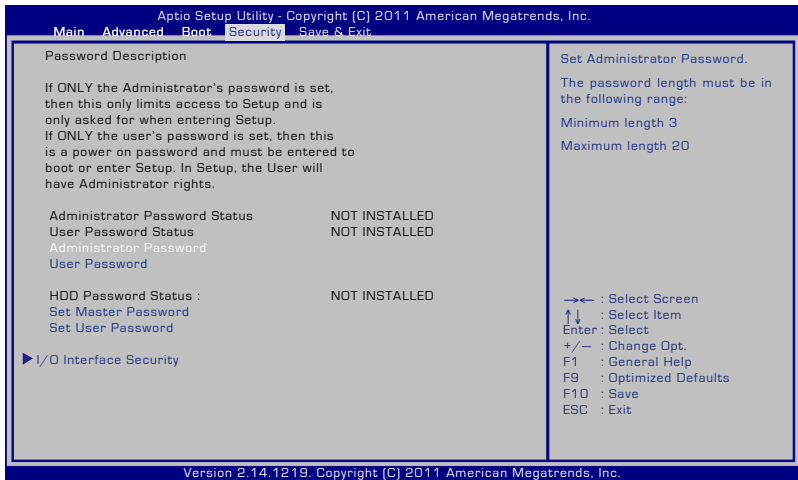 Aptio Setup Utility - Copyright (C) 2011 American Megatrends, Inc.
Main Advanced Boot Security Save & Exit
Password Description
If ONLY the Administrator's password is set,
then this only limits access to Setup and is
only asked for when entering Setup.
If ONLY the user's password is set, then this
is a power on password and must be entered to
boot or enter Setup. In Setup, the User will
have Administrator rights.
Administrator Password Status NOT INSTALLED
User Password Status NOT INSTALLED
Administrator Password
User Password
HDD Password Status : NOT INSTALLED
Set Master Password
Set User Password
I/O Interface Security
Set Administrator Password.
The password length must be in
the following range:
Minimum length 3
Maximum length 20
→← : Select Screen
↑↓ : Select Item
Enter : Select
+/— : Change Opt.
F1 : General Help
F9 : Optimized Defaults
F10 : Save
ESC : Exit
Version 2.14.1219. Copyright (C) 2011 American Megatrends, Inc.